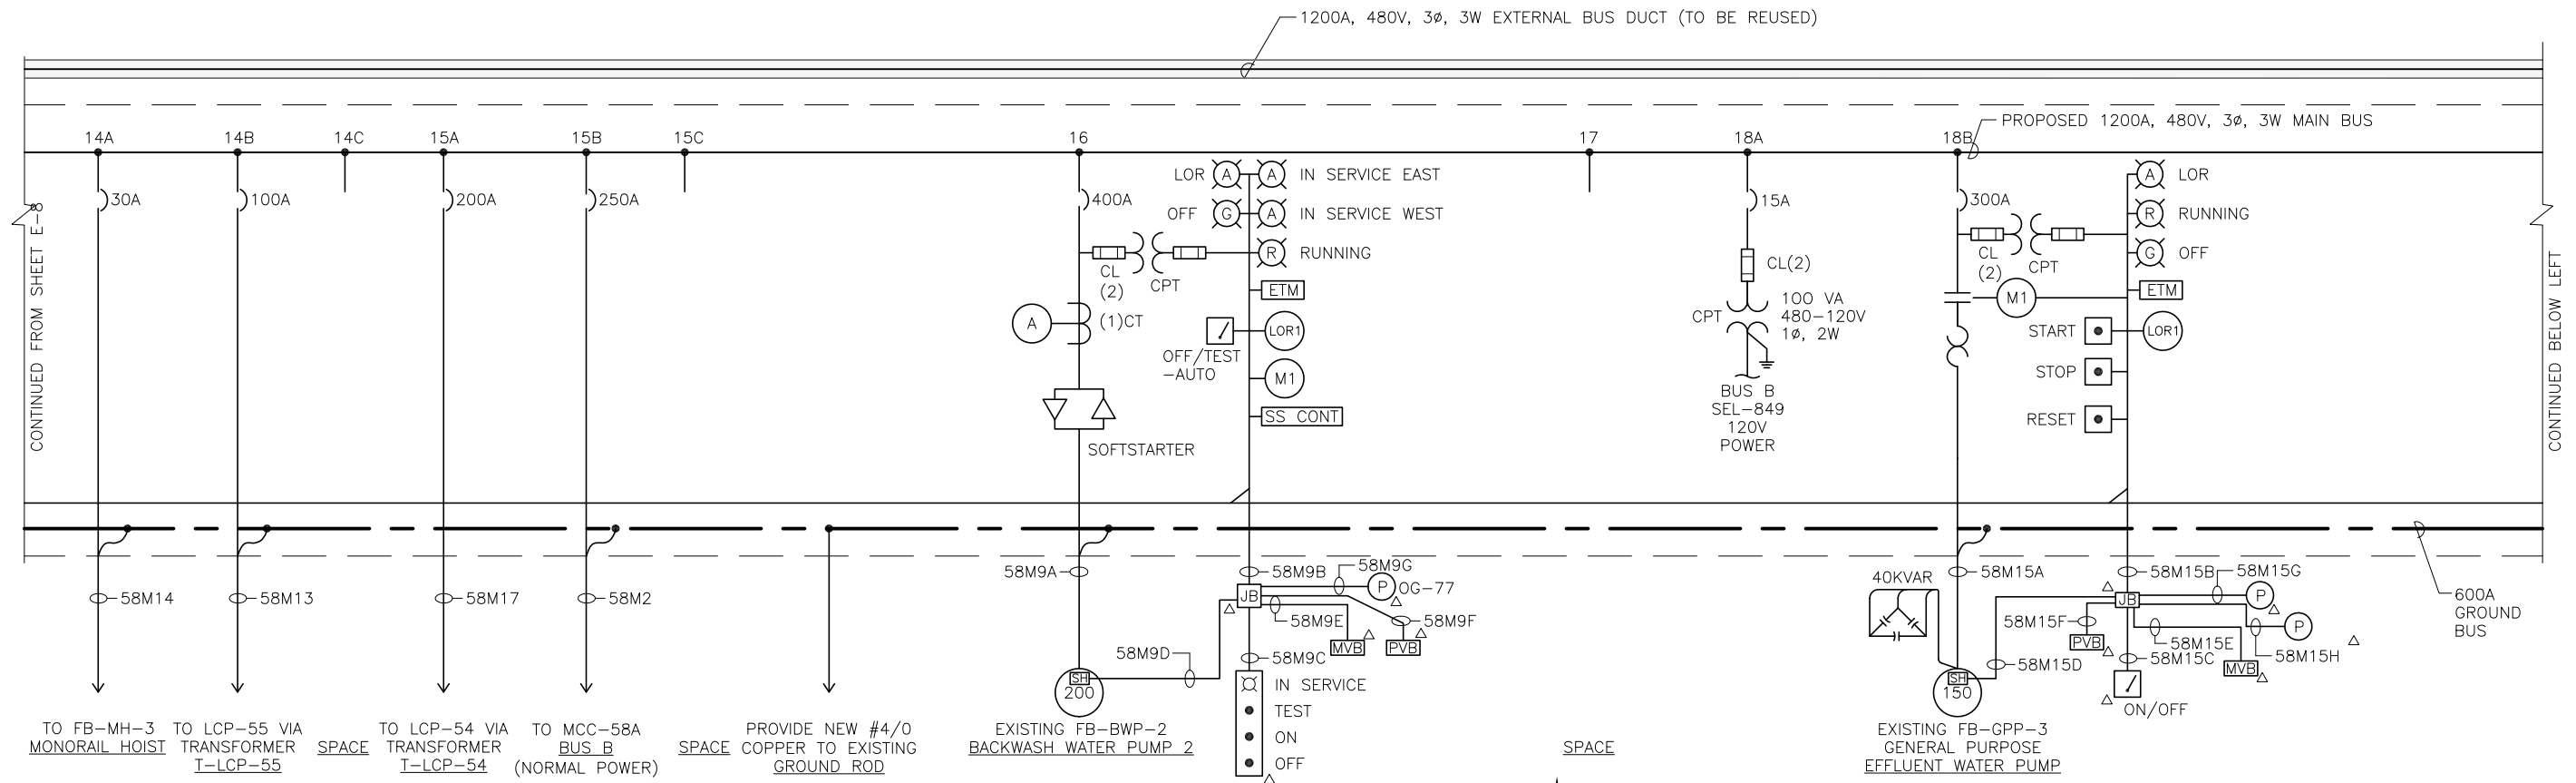 1200A, 480V, 3ø, 3W EXTERNAL BUS DUCT (TO BE REUSED)
PROPOSED 1200A, 480V, 3ø, 3W MAIN BUS
14A
14B
14C
15A
15B
15C
16
17
18A
18B
CONTINUED FROM SHEET E-8
30A
100A
200A
250A
400A
CL
(2)
CPT
A
(1)CT
SOFTSTARTER
LOR A A IN SERVICE EAST
OFF G A IN SERVICE WEST
R RUNNING
ETM
LOR1
OFF/TEST
-AUTO
M1
SS CONT
15A
CL(2)
CPT
100 VA
480-120V
1ø, 2W
BUS B
SEL-849
120V
POWER
300A
CL
(2)
CPT
M1
A LOR
R RUNNING
G OFF
ETM
START
LOR1
STOP
RESET
CONTINUED BELOW LEFT
58M14
58M13
58M17
58M2
58M9A
58M9B
58M9G
P OG-77
JB
58M9E
58M9F
MVB
PVB
58M9D
58M9C
SH
200
IN SERVICE
TEST
ON
OFF
40KVAR
58M15A
58M15B
58M15G
P
JB
58M15F
P
PVB
58M15E
58M15H
58M15D
58M15C
MVB
SH
150
ON/OFF
600A
GROUND
BUS
TO FB-MH-3
MONORAIL HOIST
TO LCP-55 VIA
TRANSFORMER
T-LCP-55
SPACE
TO LCP-54 VIA
TRANSFORMER
T-LCP-54
TO MCC-58A
BUS B
(NORMAL POWER)
SPACE
PROVIDE NEW #4/0
COPPER TO EXISTING
GROUND ROD
EXISTING FB-BWP-2
BACKWASH WATER PUMP 2
SPACE
EXISTING FB-GPP-3
GENERAL PURPOSE
EFFLUENT WATER PUMP